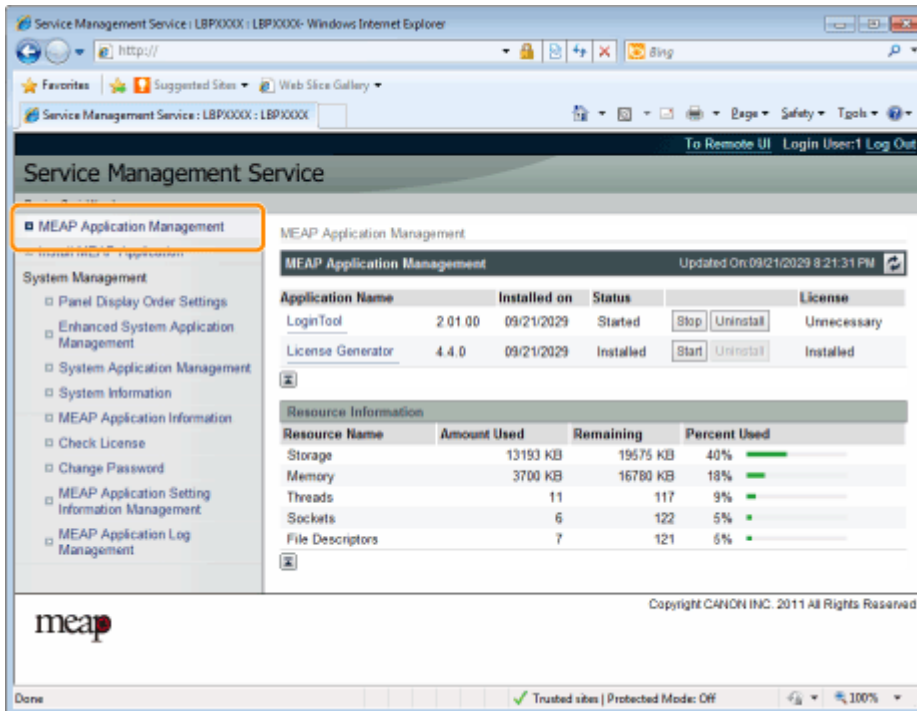 Service Management Service : LBPXXXX : LBPXXXX- Windows Internet Explorer
http://
Bing
Favorites Suggested Sites Web Slice Gallery
Service Management Service : LBPXXXX : LBPXXXX
Page Safety Tools
To Remote UI Login User:1 Log Out
Service Management Service
MEAP Application Management
Install MEAP Application
System Management
Panel Display Order Settings
Enhanced System Application
Management
System Application Management
System Information
MEAP Application Information
Check License
Change Password
MEAP Application Setting
Information Management
MEAP Application Log
Management
MEAP Application Management
MEAP Application Management Updated On:09/21/2029 8:21:31 PM
Application Name Installed on Status License
LoginTool 2.01.00 09/21/2029 Started Stop Uninstall Unnecessary
License Generator 4.4.0 09/21/2029 Installed Start Uninstall Installed
Resource Information
Resource Name Amount Used Remaining Percent Used
Storage 13193 KB 19575 KB 40%
Memory 3700 KB 16780 KB 18%
Threads 11 117 9%
Sockets 6 122 5%
File Descriptors 7 121 6%
Copyright CANON INC. 2011 All Rights Reserved
meap
Done Trusted sites | Protected Mode: Off 100%